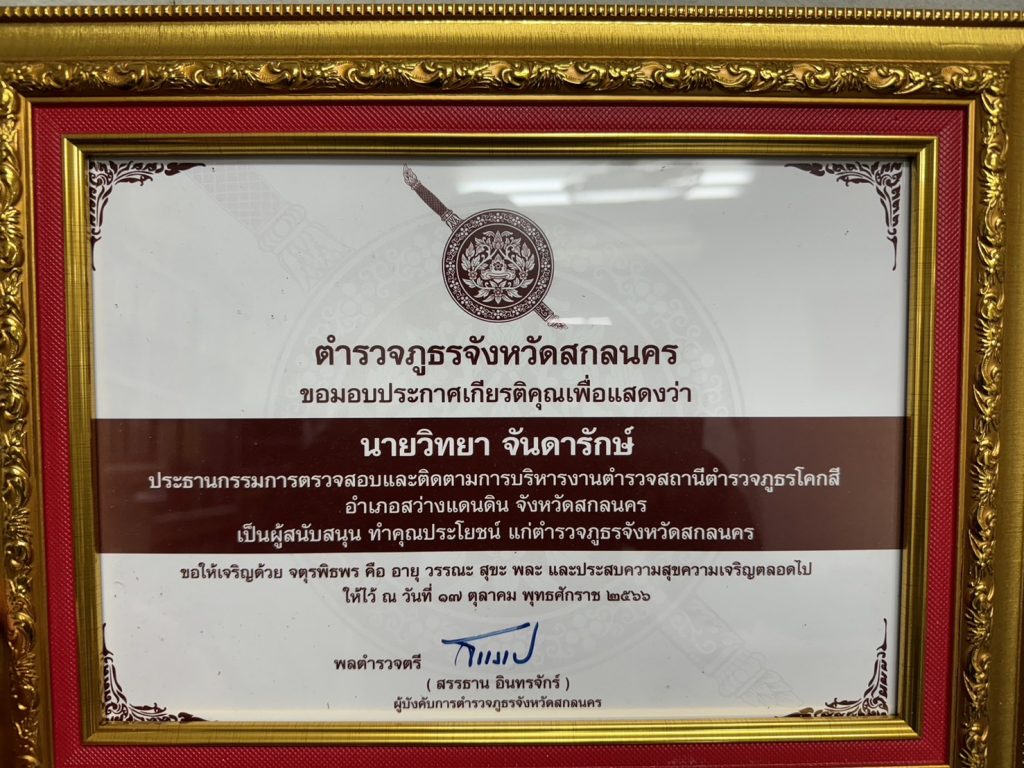 ตำรวจภูธรจังหวัดสกลนคร
ขอมอบประกาศเกียรติคุณเพื่อแสดงว่า
นายวิทยา จันดารักษ์
ประธานกรรมการตรวจสอบและติดตามการบริหารงานตำรวจสถานีตำรวจภูธรโคกสี
อำเภอสว่างแดนดิน จังหวัดสกลนคร
เป็นผู้สนับสนุน ทำคุณประโยชน์ แก่ตำรวจภูธรจังหวัดสกลนคร
ขอให้เจริญด้วย จตุรพิธพร คือ อายุ วรรณะ สุขะ พละ และประสบความสุขความเจริญตลอดไป
ให้ไว้ ณ วันที่ ๑๗ ตุลาคม พุทธศักราช ๒๕๖๖
พลตำรวจตรี
( สรรธาน อินทรจักร์ )
ผู้บังคับการตำรวจภูธรจังหวัดสกลนคร